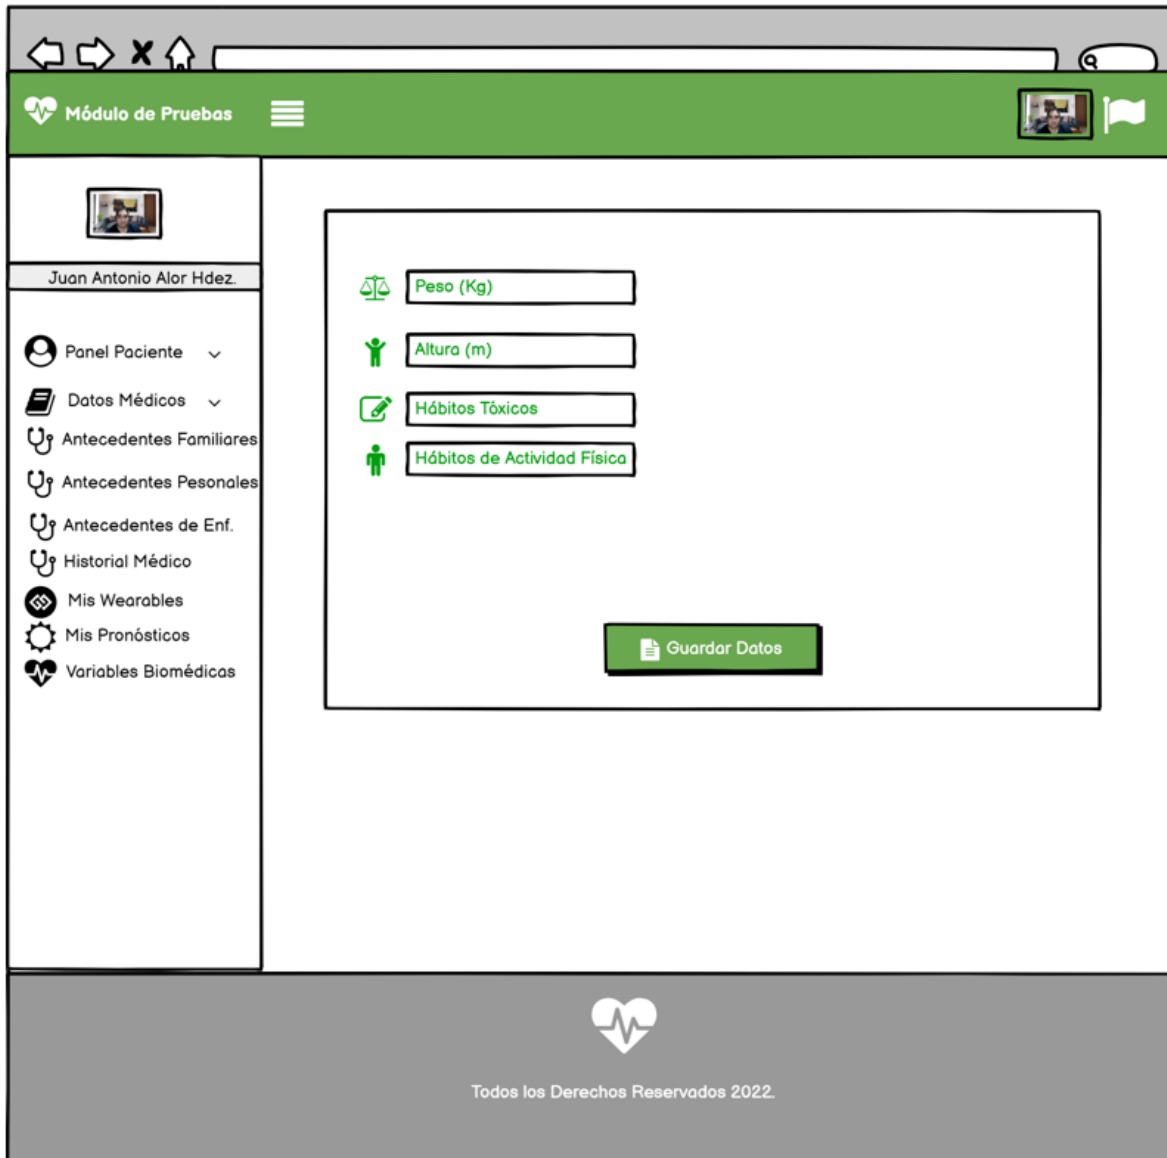 Módulo de Pruebas
Juan Antonio Alor Hdez.
Panel Paciente
Datos Médicos
Antecedentes Familiares
Antecedentes Pesonales
Antecedentes de Enf.
Historial Médico
Mis Wearables
Mis Pronósticos
Variables Biomédicas
Peso (Kg)
Altura (m)
Hábitos Tóxicos
Hábitos de Actividad Física
Guardar Datos
Todos los Derechos Reservados 2022.